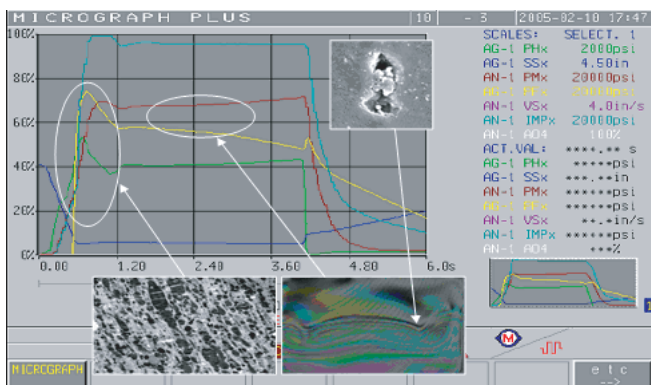 MICROGRAPH PLUS 10 - 3 2005-02-10 17:47
SCALES: SELECT. 1
AG-1 PHx 2000psi
AG-1 SSx 4.50in
AN-1 PMx 20000psi
20000psi
AN-1 VSx 4.0in/s
AN-1 IMPx 20000psi
AN-1 AO4 100%
ACT.VAL: ***.** s
AG-1 PHx *****psi
AG-1 SSx ***.**in
AN-1 PMx ******psi
******psi
AN-1 VSx **.*in/s
AN-1 IMPx ******psi
AN-1 AO4 ***%
100%
80%
60%
40%
20%
0%
0.00 1.20 2.40 3.60 4.80 6.0s
M
MICROGRAPH
etc
-->